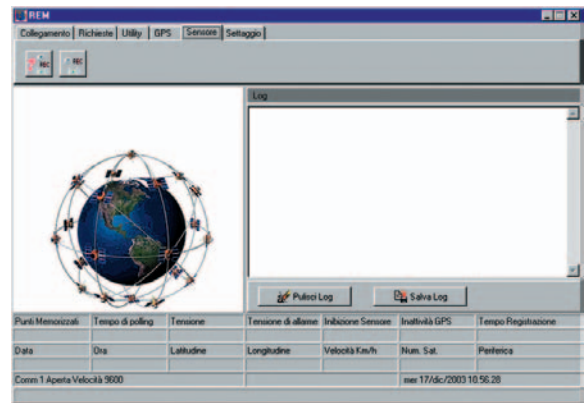 REM
Collegamento Richieste Utility GPS Sensore Settaggio
REC REC
Log
Pulisci Log Salva Log
Punti Memorizzati Tempo di polling Tensione Tensione di allarme Inibizione Sensore Inattività GPS Tempo Registrazione
Data Ora Latitudine Longitudine Velocità Km/h Num. Sat. Periferica
Comm 1 Aperta Velocità 9600 mer 17/dic/2003 10.56.28